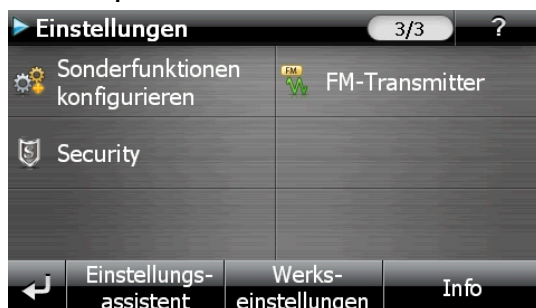 Einstellungen
3/3
?
Sonderfunktionen
konfigurieren
FM
FM-Transmitter
S
Security
Einstellungs-
assistent
Werks-
einstellungen
Info